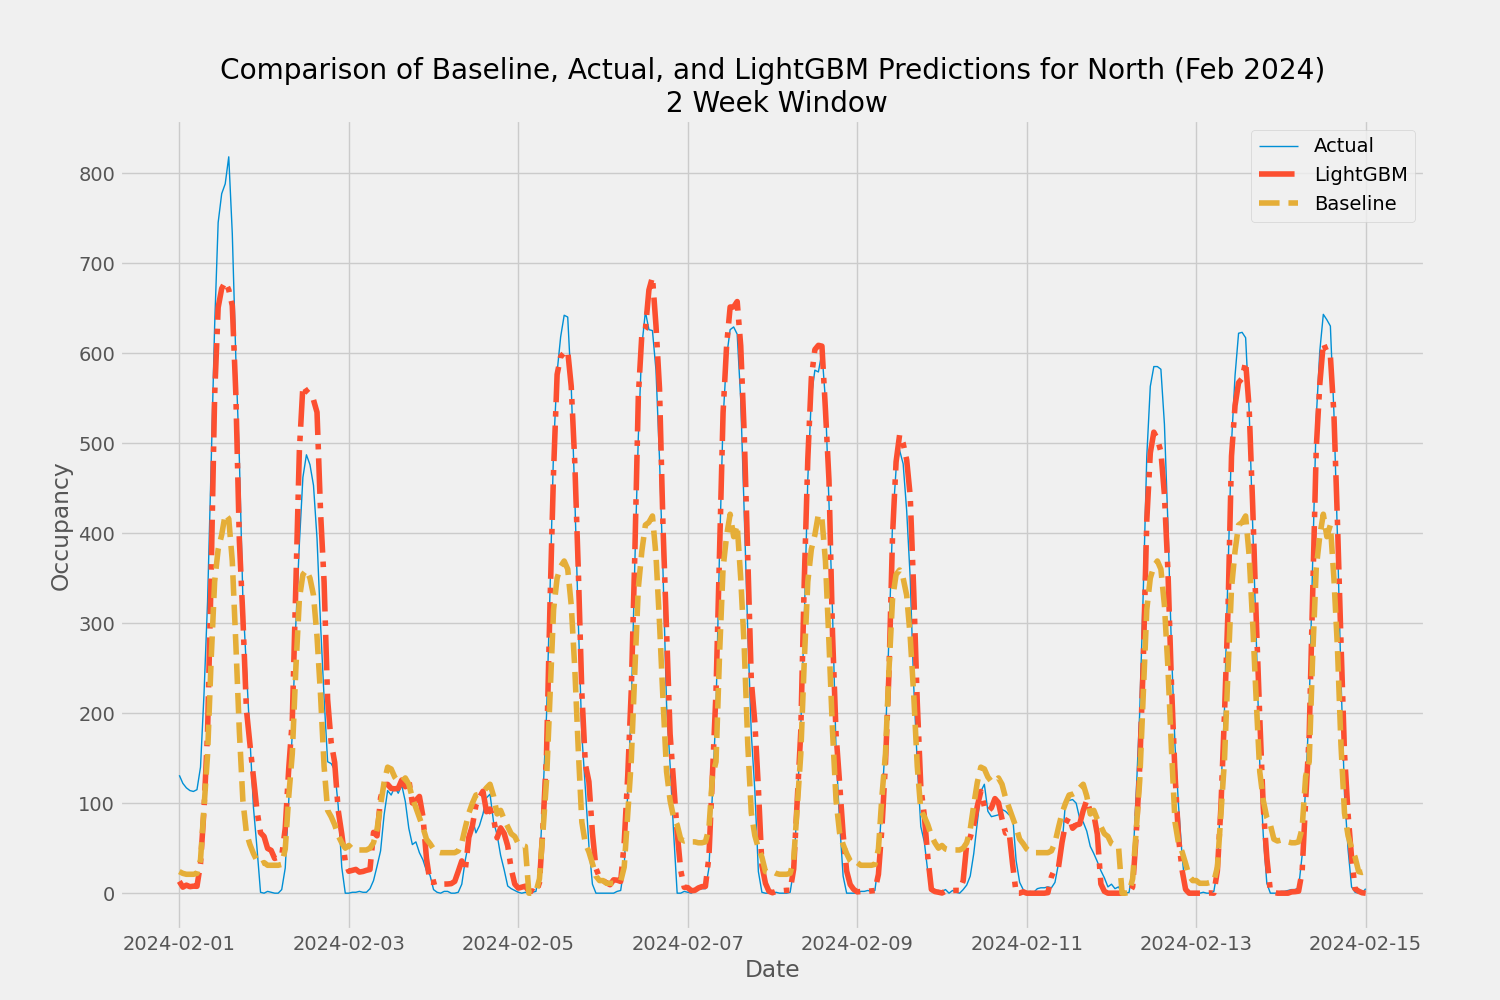 Comparison of Baseline, Actual, and LightGBM Predictions for North (Feb 2024)
2 Week Window
Actual
LightGBM
Baseline
Occupancy
800
700
600
500
400
300
200
100
0
2024-02-01
2024-02-03
2024-02-05
2024-02-07
2024-02-09
2024-02-11
2024-02-13
2024-02-15
Date